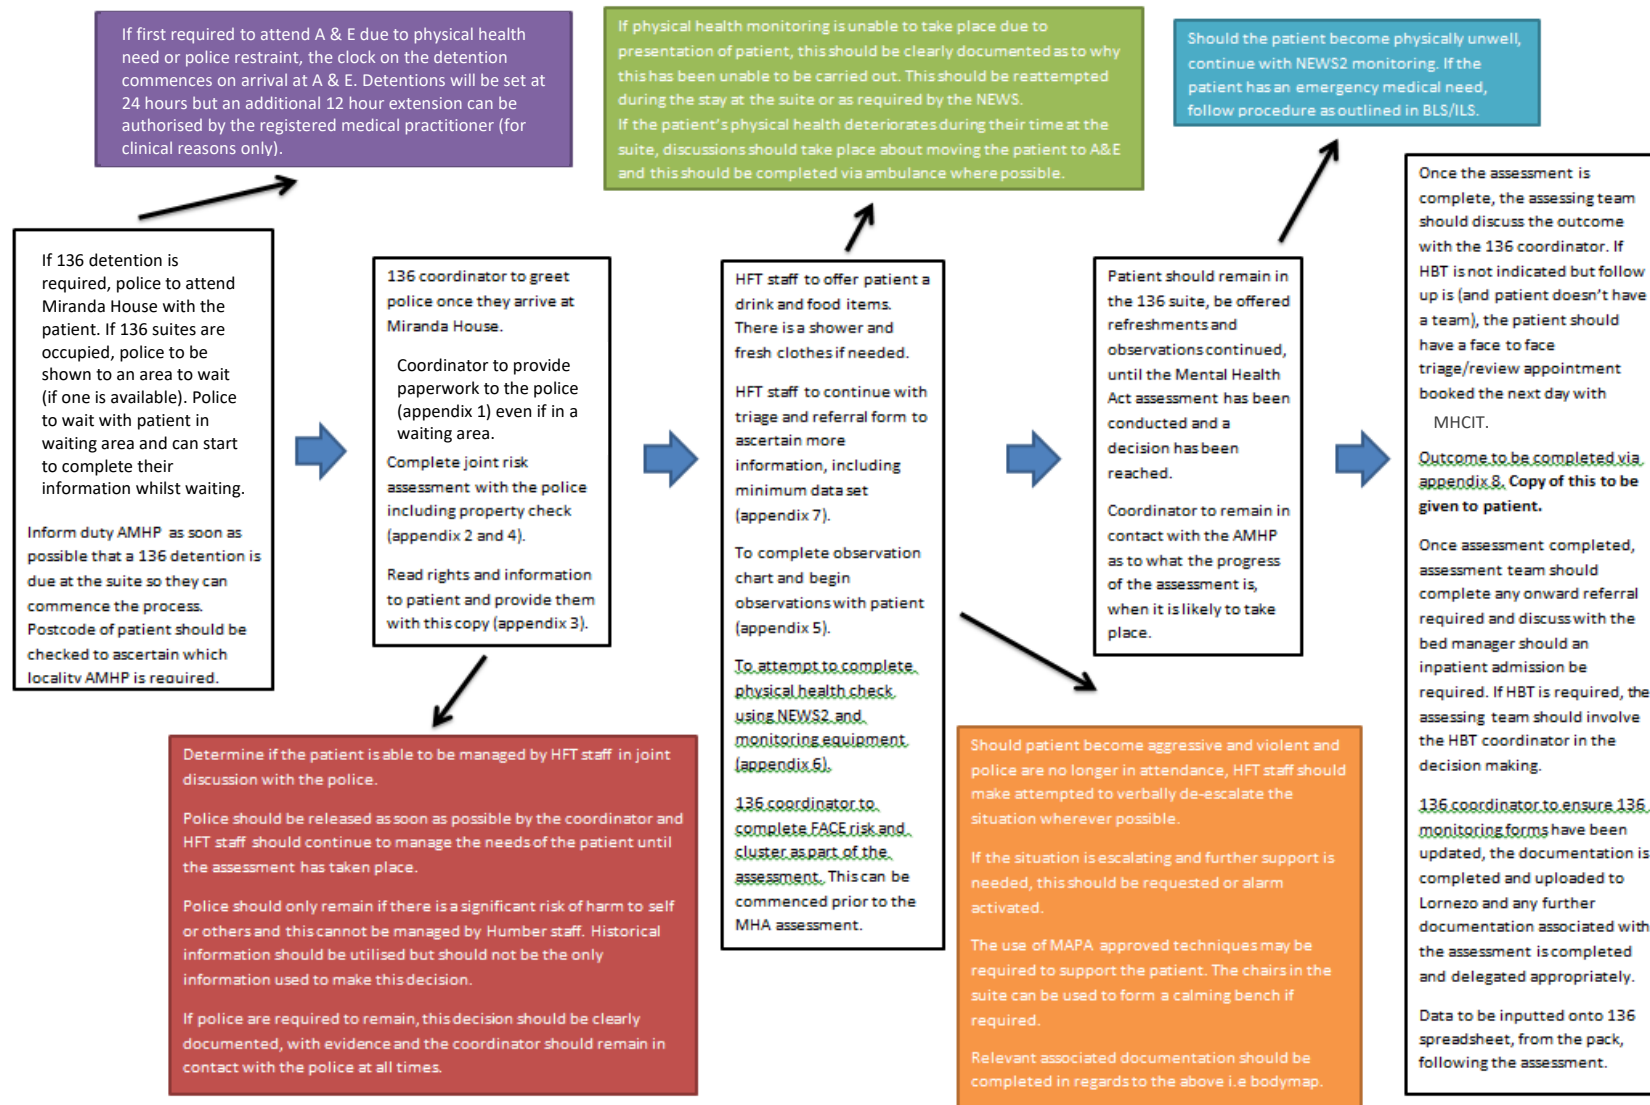 If first required to attend A & E due to physical health
need or police restraint, the clock on the detention
commences on arrival at A & E. Detentions will be set at
24 hours but an additional 12 hour extension can be
authorised by the registered medical practitioner (for
clinical reasons only).
If physical health monitoring is unable to take place due to
presentation of patient, this should be clearly documented as to why
this has been unable to be carried out. This should be reattempted
during the stay at the suite or as required by the NEWS.
If the patient's physical health deteriorates during their time at the
suite, discussions should take place about moving the patient to A&E
and this should be completed via ambulance where possible.
Should the patient become physically unwell,
continue with NEWS2 monitoring. If the
patient has an emergency medical need,
follow procedure as outlined in BLS/ILS.
If 136 detention is
required, police to attend
Miranda House with the
patient. If 136 suites are
occupied, police to be
shown to an area to wait
(if one is available). Police
to wait with patient in
waiting area and can start
to complete their
information whilst waiting.
Inform duty AMHP as soon as
possible that a 136 detention is
due at the suite so they can
commence the process.
Postcode of patient should be
checked to ascertain which
locality AMHP is required.
136 coordinator to greet
police once they arrive at
Miranda House.
Coordinator to provide
paperwork to the police
(appendix 1) even if in a
waiting area.
Complete joint risk
assessment with the police
including property check
(appendix 2 and 4).
Read rights and information
to patient and provide them
with this copy (appendix 3).
HFT staff to offer patient a
drink and food items.
There is a shower and
fresh clothes if needed.
HFT staff to continue with
triage and referral form to
ascertain more
information, including
minimum data set
(appendix 7).
To complete observation
chart and begin
observations with patient
(appendix 5).
To attempt to complete
physical health check
using NEWS2 and
monitoring equipment
(appendix 6).
136 coordinator to
complete FACE risk and
cluster as part of the
assessment. This can be
commenced prior to the
MHA assessment.
Patient should remain in
the 136 suite, be offered
refreshments and
observations continued,
until the Mental Health
Act assessment has been
conducted and a
decision has been
reached.
Coordinator to remain in
contact with the AMHP
as to what the progress
of the assessment is,
when it is likely to take
place.
Once the assessment is
complete, the assessing team
should discuss the outcome
with the 136 coordinator. If
HBT is not indicated but follow
up is (and patient doesn't have
a team), the patient should
have a face to face
triage/review appointment
booked the next day with
MHCIT.
Outcome to be completed via
appendix 8. Copy of this to be
given to patient.
Once assessment completed,
assessment team should
complete any onward referral
required and discuss with the
bed manager should an
inpatient admission be
required. If HBT is required, the
assessing team should involve
the HBT coordinator in the
decision making.
136 coordinator to ensure 136
monitoring forms have been
updated, the documentation is
completed and uploaded to
Lornezo and any further
documentation associated with
the assessment is completed
and delegated appropriately.
Data to be inputted onto 136
spreadsheet, from the pack,
following the assessment.
Determine if the patient is able to be managed by HFT staff in joint
discussion with the police.
Police should be released as soon as possible by the coordinator and
HFT staff should continue to manage the needs of the patient until
the assessment has taken place.
Police should only remain if there is a significant risk of harm to self
or others and this cannot be managed by Humber staff. Historical
information should be utilised but should not be the only
information used to make this decision.
If police are required to remain, this decision should be clearly
documented, with evidence and the coordinator should remain in
contact with the police at all times.
Should patient become aggressive and violent and
police are no longer in attendance, HFT staff should
make attempted to verbally de-escalate the
situation wherever possible.
If the situation is escalating and further support is
needed, this should be requested or alarm
activated.
The use of MAPA approved techniques may be
required to support the patient. The chairs in the
suite can be used to form a calming bench if
required.
Relevant associated documentation should be
completed in regards to the above i.e bodymap.